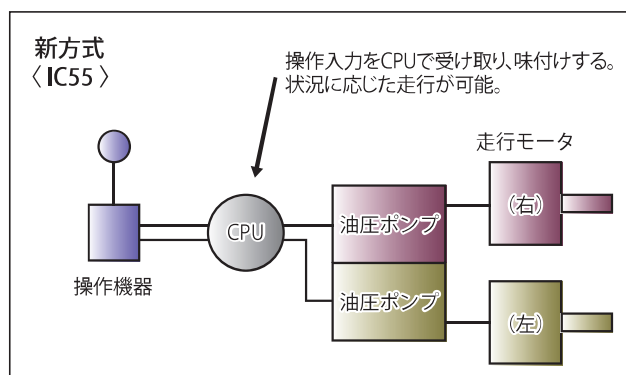 新方式
〈 IC55 〉
操作入力をCPUで受け取り、味付けする。
状況に応じた走行が可能。
走行モータ
操作機器
CPU
油圧ポンプ
油圧ポンプ
(右)
(左)